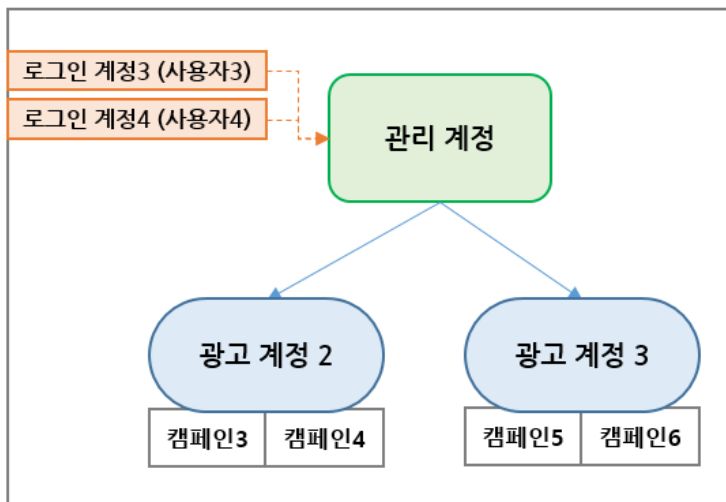 로그인 계정3 (사용자3)
로그인 계정4 (사용자4)
관리 계정
광고 계정 2
광고 계정 3
캠페인3
캠페인4
캠페인5
캠페인6